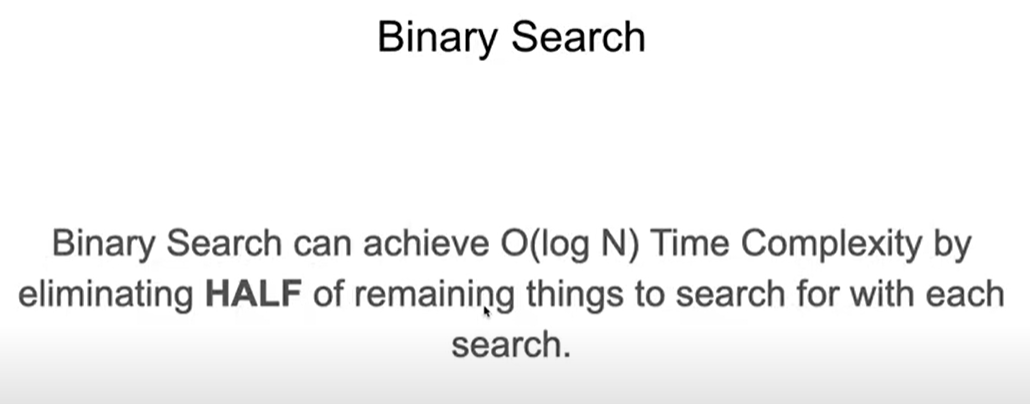 Binary Search
Binary Search can achieve O(log N) Time Complexity by
eliminating HALF of remaining things to search for with each
search.